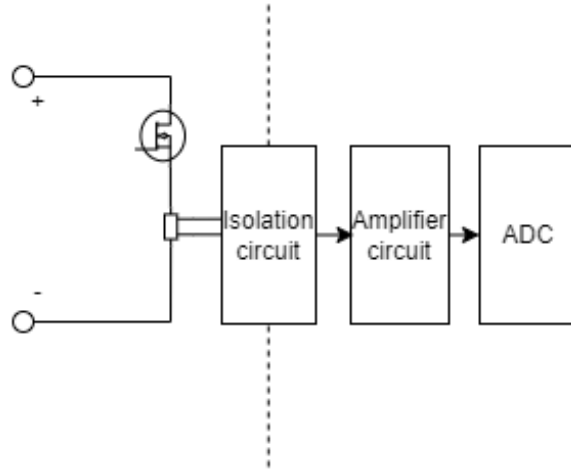 +
-
Isolation
circuit
Amplifier
circuit
ADC